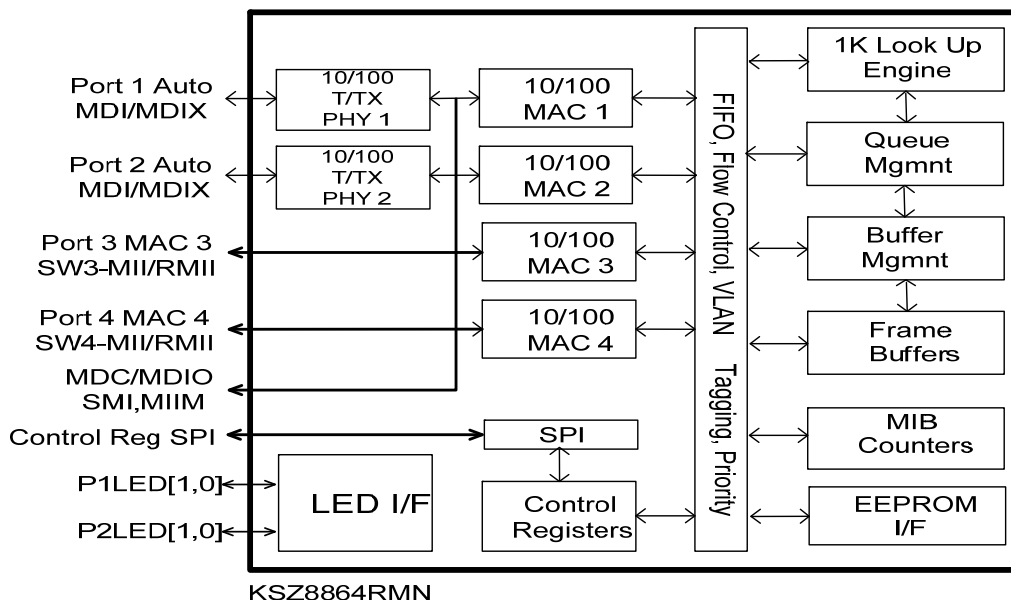 Port 1 Auto
MDI/MDIX
10/100
T/TX
PHY 1
10/100
MAC 1
Port 2 Auto
MDI/MDIX
10/100
T/TX
PHY 2
10/100
MAC 2
Port 3 MAC 3
SW3-MII/RMII
10/100
MAC 3
Port 4 MAC 4
SW4-MII/RMII
10/100
MAC 4
MDC/MDIO
SMI,MIIM
Control Reg SPI
SPI
P1LED[1,0]
P2LED[1,0]
LED I/F
Control
Registers
FIFO, Flow Control, VLAN Tagging, Priority
1K Look Up
Engine
Queue
Mgmnt
Buffer
Mgmnt
Frame
Buffers
MIB
Counters
EEPROM
I/F
KSZ8864RMN